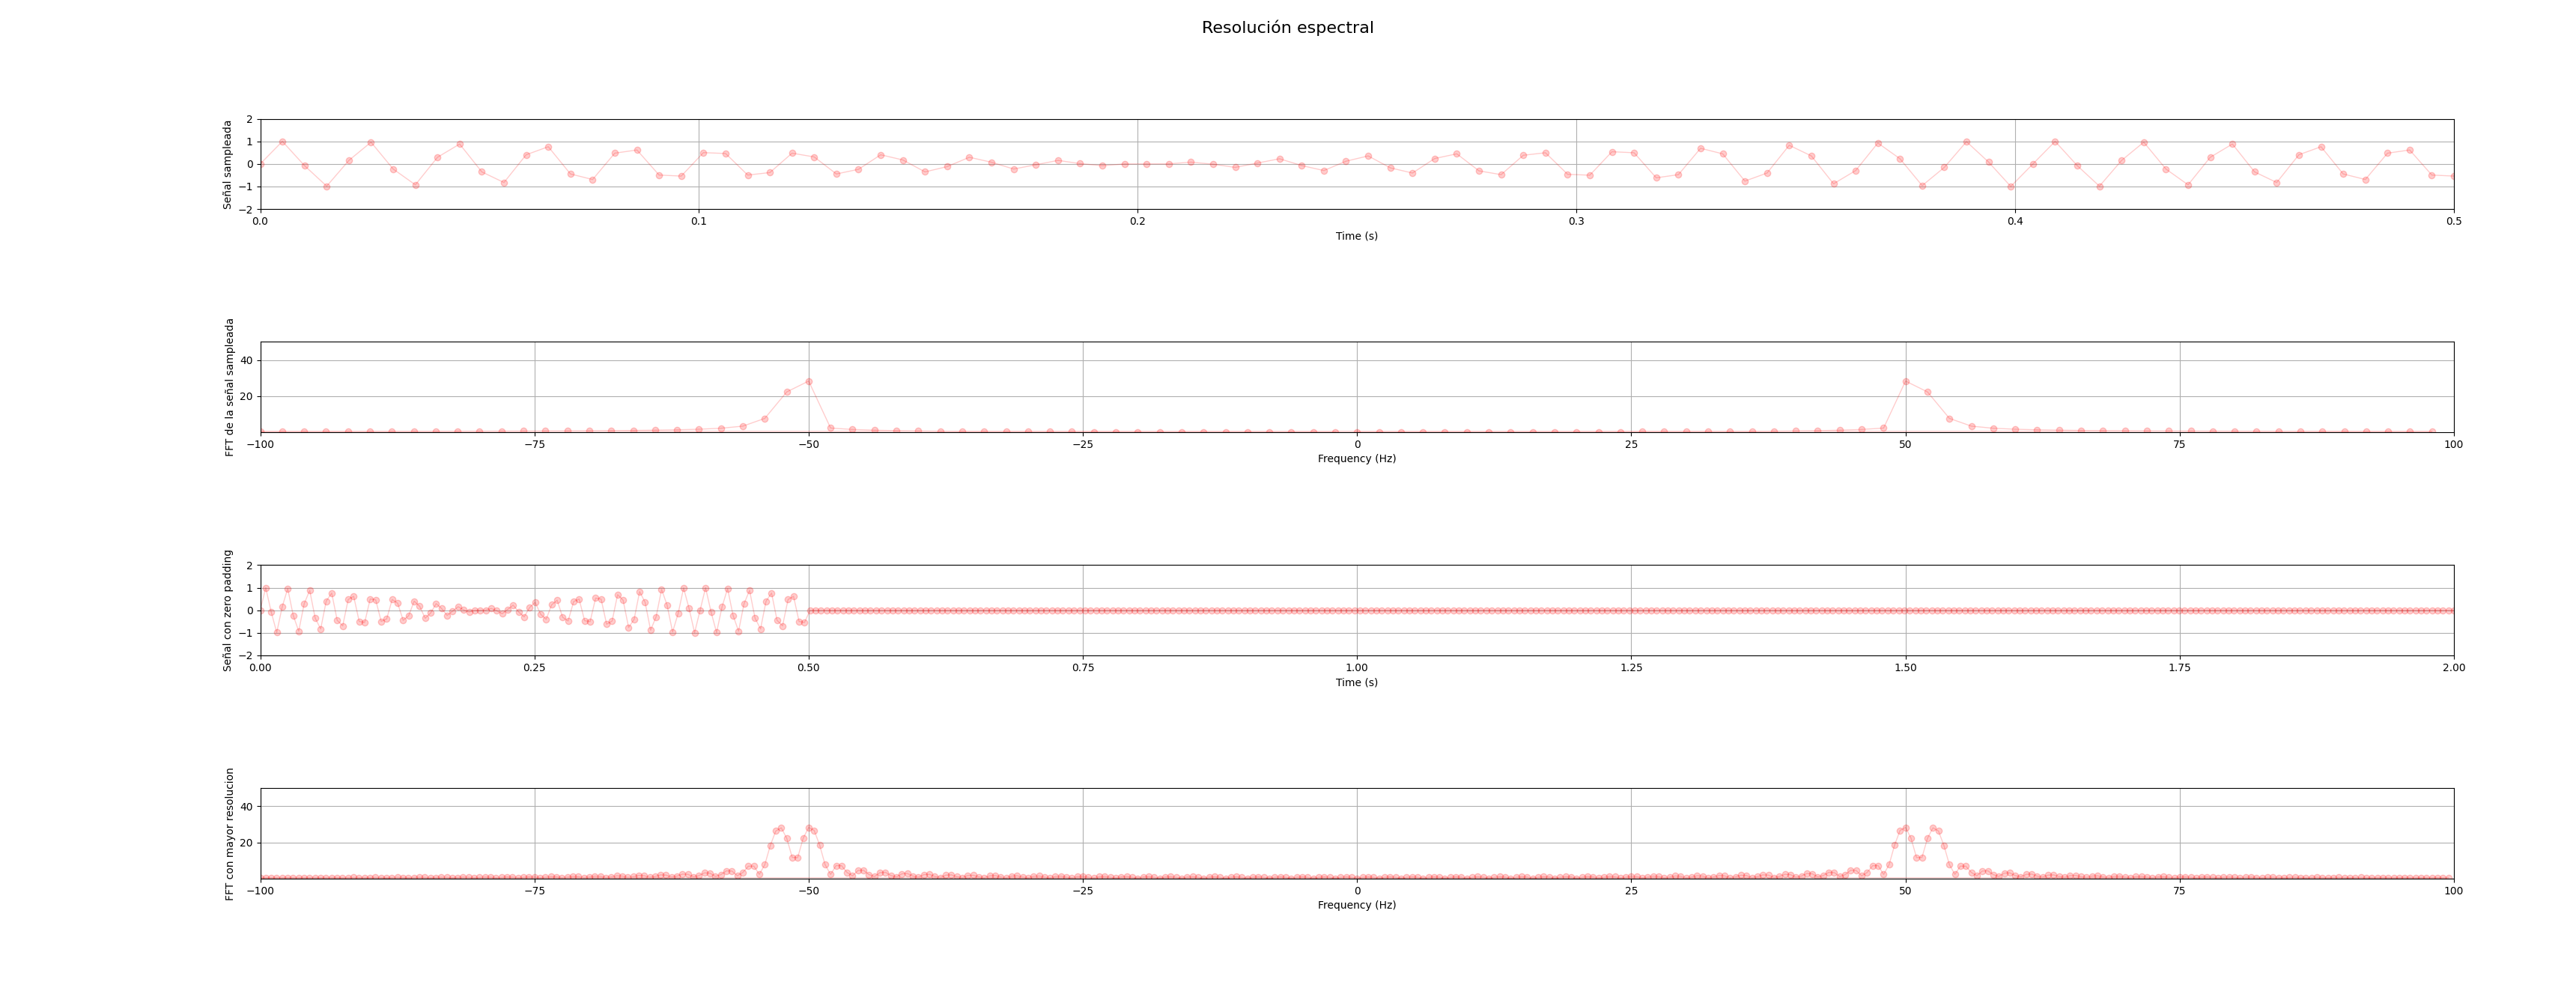 Resolución espectral
Señal sampleada
2
1
0
−1
−2
0.0 0.1 0.2 0.3 0.4 0.5
Time (s)
FFT de la señal sampleada
40
20
−100 −75 −50 −25 0 25 50 75 100
Frequency (Hz)
Señal con zero padding
2
1
0
−1
−2
0.00 0.25 0.50 0.75 1.00 1.25 1.50 1.75 2.00
Time (s)
FFT con mayor resolucion
40
20
−100 −75 −50 −25 0 25 50 75 100
Frequency (Hz)